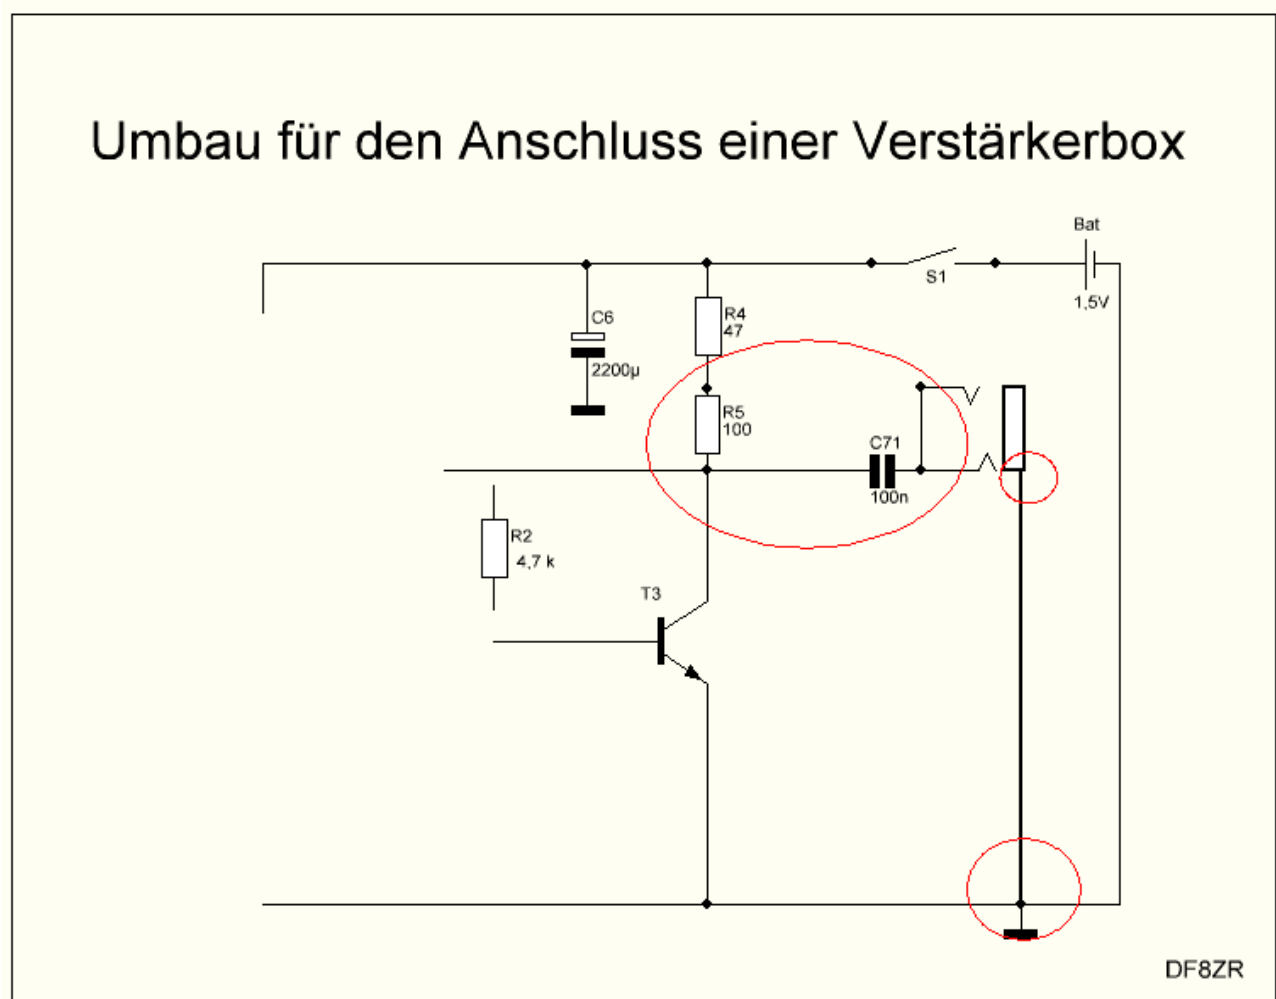 Umbau für den Anschluss einer Verstärkerbox
Bat
S1
1,5V
C6
2200µ
R4
47
R5
100
C71
100n
R2
4,7 k
T3
DF8ZR